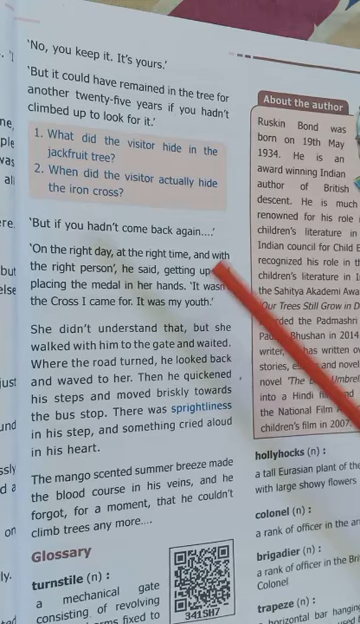 'No, you keep it. It's yours.'
'But it could have remained in the tree for
another twenty-five years if you hadn't
climbed up to look for it.'
1. What did the visitor hide in the
jackfruit tree?
2. When did the visitor actually hide
the iron cross?
'But if you hadn't come back again....'
'On the right day, at the right time, and with
the right person', he said, getting up
placing the medal in her hands. 'It wasn
the Cross I came for. It was my youth.'
She didn't understand that, but she
walked with him to the gate and waited.
Where the road turned, he looked back
and waved to her. Then he quickened
his steps and moved briskly towards
the bus stop. There was sprightliness
in his step, and something cried aloud
in his heart.
The mango scented summer breeze made
the blood course in his veins, and he
forgot, for a moment, that he couldn't
climb trees any more....
Glossary
turnstile (n) :
a mechanical gate
consisting of revolving
fixed to
341SH7
About the author
Ruskin Bond was
born on 19th May
1934. He is an
award winning Indian
author of British
descent. He is much
renowned for his role
children's literature in
Indian council for Child E
recognized his role in th
children's literature in I
the Sahitya Akademi Awa
'Our Trees Still Grow in D
the Padmashri
Bhushan in 2014
writer, has written ov
stories, and novel
novel 'The Umbrel
into a Hindi and
the National Film
children's film in 2007.
hollyhocks (n) :
a tall Eurasian plant of the
with large showy flowers
colonel (n) :
a rank of officer in the ar
brigadier (n) :
a rank of officer in the Bri
Colonel
trapeze (n) :
horizontal bar hanging